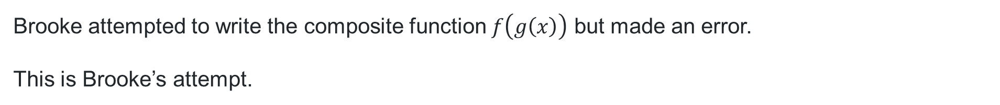 Brooke attempted to write the composite function f(g(x)) but made an error.
This is Brooke’s attempt.